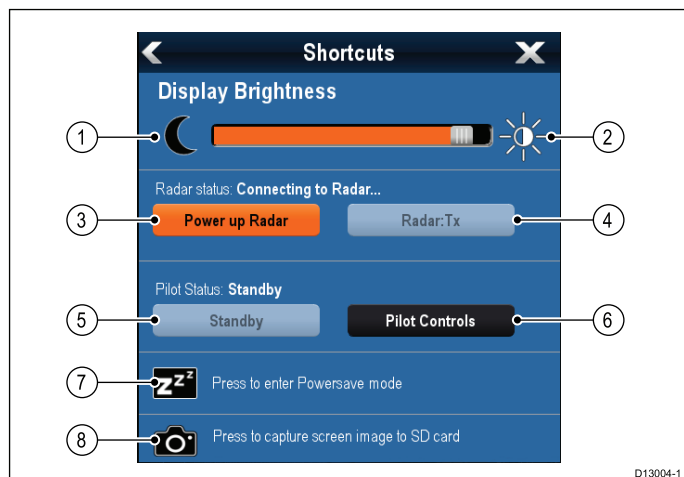 Shortcuts
Display Brightness
1
2
Radar status: Connecting to Radar...
3
Power up Radar
Radar:Tx
4
Pilot Status: Standby
5
Standby
Pilot Controls
6
7
zzz
Press to enter Powersave mode
8
Press to capture screen image to SD card
D13004-1